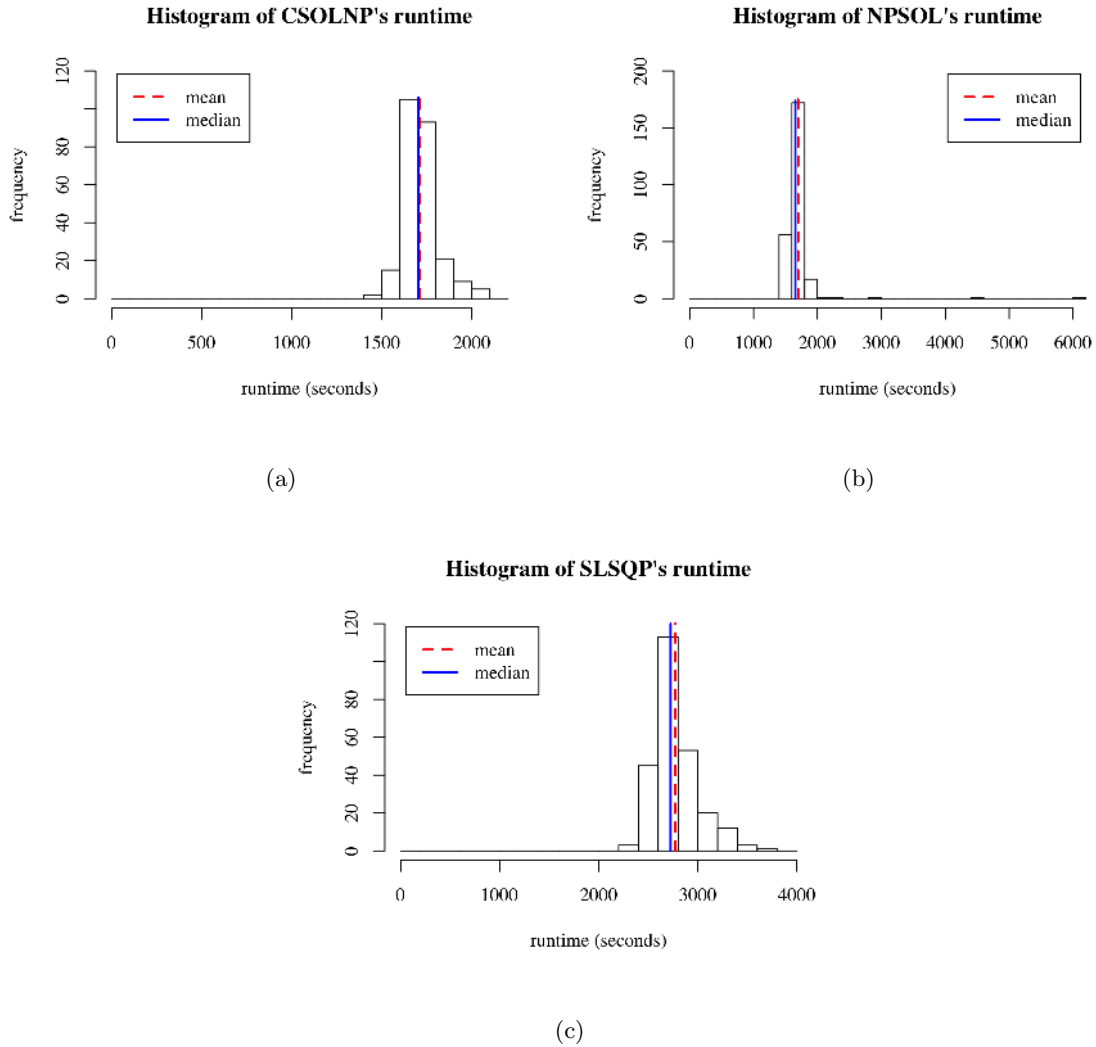 Histogram of CSOLNP's runtime
mean
median
frequency
0 20 40 60 80 120
0 500 1000 1500 2000
runtime (seconds)
(a)
Histogram of NPSOL's runtime
mean
median
frequency
0 50 100 150 200
0 1000 2000 3000 4000 5000 6000
runtime (seconds)
(b)
Histogram of SLSQP's runtime
mean
median
frequency
0 20 40 60 80 120
0 1000 2000 3000 4000
runtime (seconds)
(c)